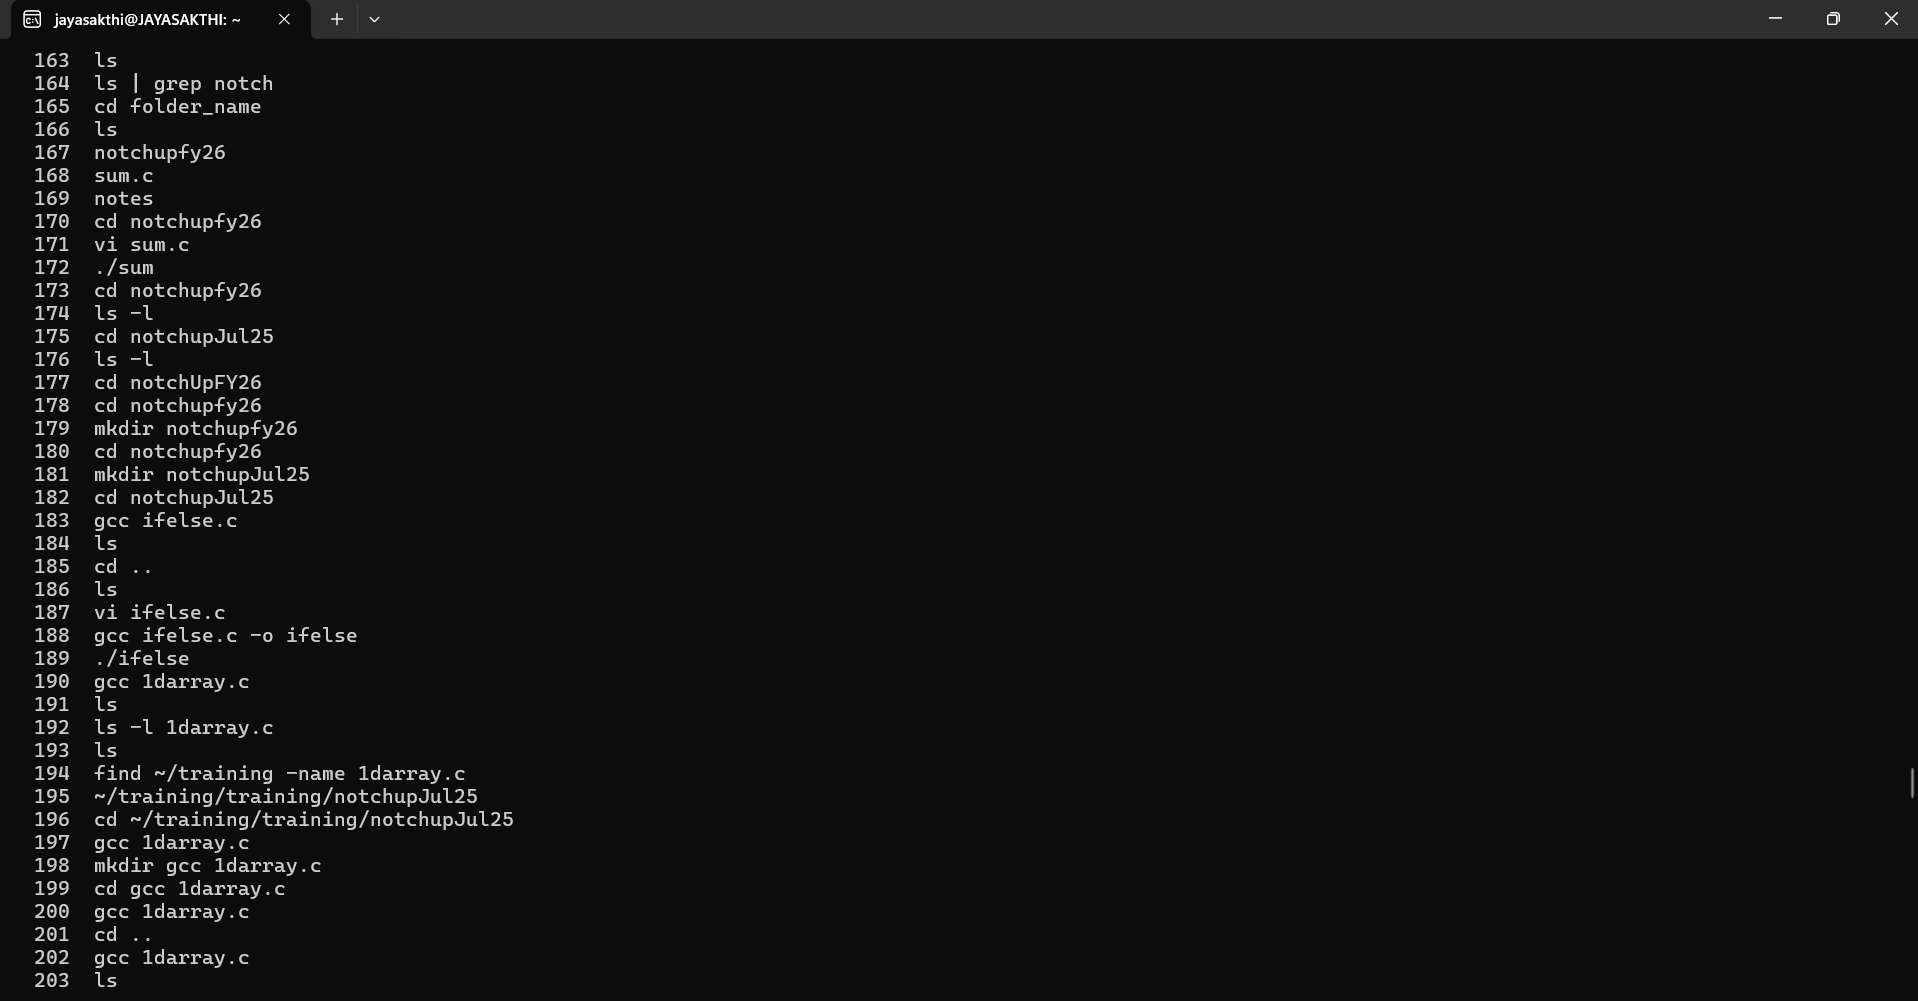 jayasakthi@JAYASAKTHI: ~
163 ls
164 ls | grep notch
165 cd folder_name
166 ls
167 notchupfy26
168 sum.c
169 notes
170 cd notchupfy26
171 vi sum.c
172 ./sum
173 cd notchupfy26
174 ls -l
175 cd notchupJul25
176 ls -l
177 cd notchUpFY26
178 cd notchupfy26
179 mkdir notchupfy26
180 cd notchupfy26
181 mkdir notchupJul25
182 cd notchupJul25
183 gcc ifelse.c
184 ls
185 cd ..
186 ls
187 vi ifelse.c
188 gcc ifelse.c -o ifelse
189 ./ifelse
190 gcc 1darray.c
191 ls
192 ls -l 1darray.c
193 ls
194 find ~/training -name 1darray.c
195 ~/training/training/notchupJul25
196 cd ~/training/training/notchupJul25
197 gcc 1darray.c
198 mkdir gcc 1darray.c
199 cd gcc 1darray.c
200 gcc 1darray.c
201 cd ..
202 gcc 1darray.c
203 ls